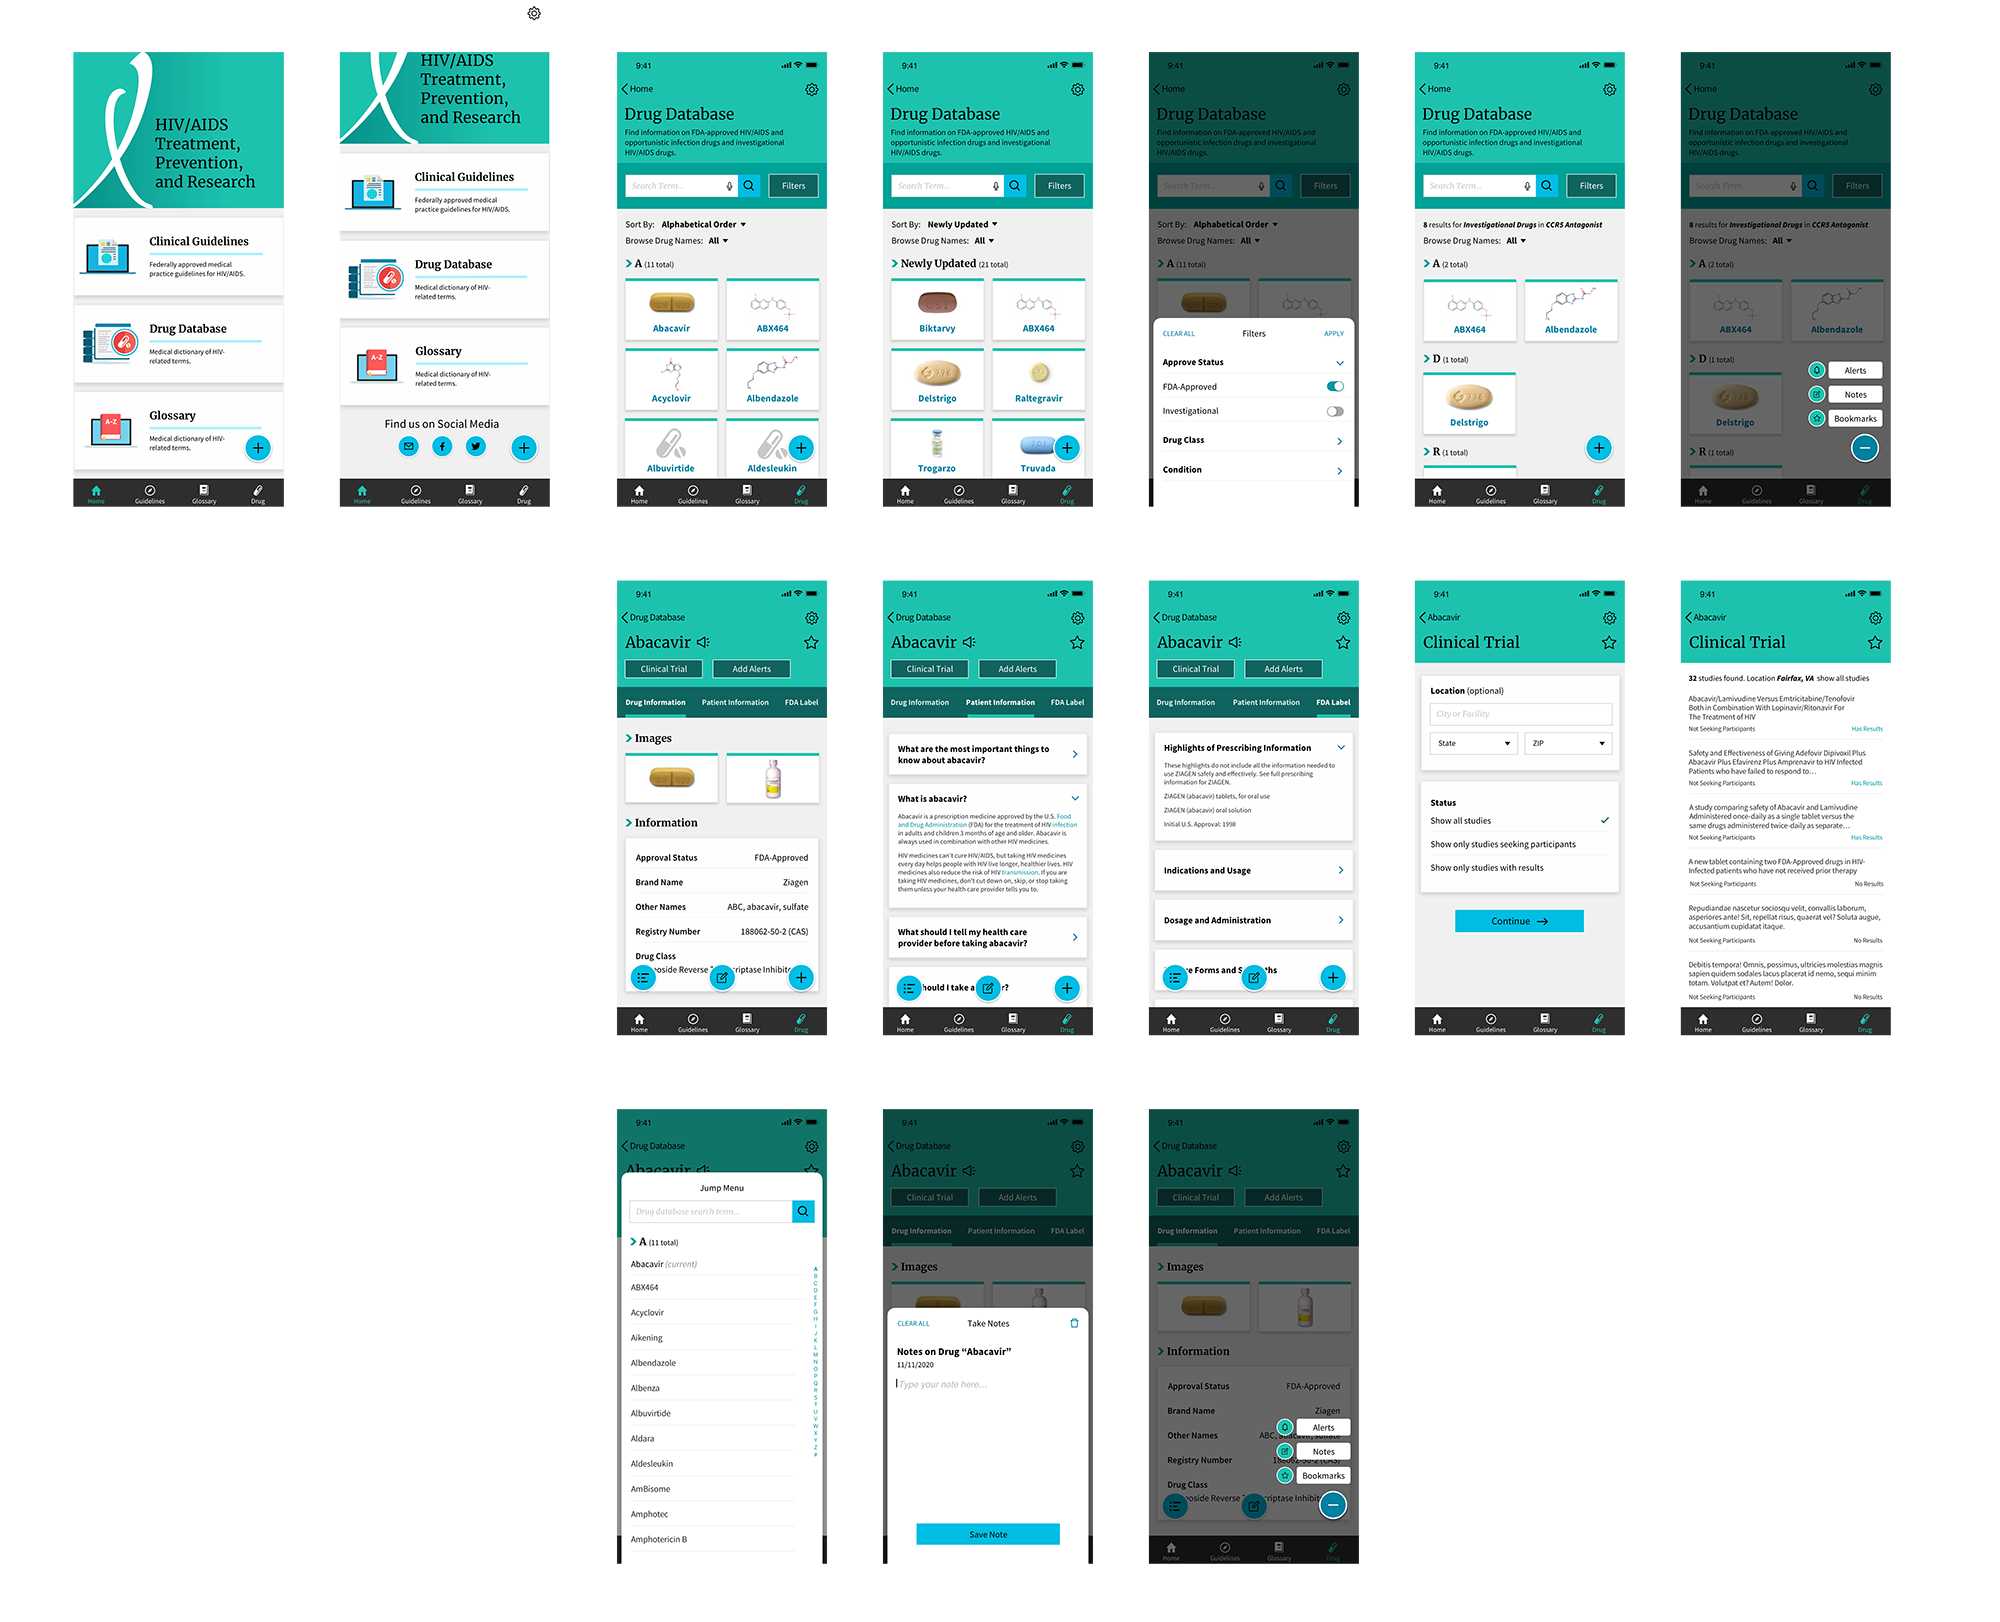 HIV/AIDS
Treatment,
Prevention,
and Research
Clinical Guidelines
Federally approved medical
practice guidelines for HIV/AIDS.
Drug Database
Medical dictionary of HIV-
related terms.
A-Z
Glossary
Medical dictionary of HIV-
related terms.
Home
Guidelines
Glossary
Drug
HIV/AIDS
Treatment,
Prevention,
and Research
Clinical Guidelines
Federally approved medical
practice guidelines for HIV/AIDS.
Drug Database
Medical dictionary of HIV-
related terms.
A-Z
Glossary
Medical dictionary of HIV-
related terms.
Find us on Social Media
Home
Guidelines
Glossary
Drug
9:41
Home
Drug Database
Find information on FDA-approved HIV/AIDS and
opportunistic infection drugs and investigational
HIV/AIDS drugs.
Search Term...
Filters
Sort By: Alphabetical Order
Browse Drug Names: All
A (11 total)
Abacavir
ABX464
Acyclovir
Albendazole
Albuvirtide
Aldesleukin
Home
Guidelines
Glossary
Drug
9:41
Home
Drug Database
Find information on FDA-approved HIV/AIDS and
opportunistic infection drugs and investigational
HIV/AIDS drugs.
Search Term...
Filters
Sort By: Newly Updated
Browse Drug Names: All
Newly Updated (21 total)
Biktarvy
ABX464
Delstrigo
Raltegravir
Trogarzo
Truvada
Home
Guidelines
Glossary
Drug
9:41
Home
Drug Database
Find information on FDA-approved HIV/AIDS and
opportunistic infection drugs and investigational
HIV/AIDS drugs.
Search Term...
Filters
Sort By: Alphabetical Order
Browse Drug Names: All
A (11 total)
CLEAR ALL
Filters
APPLY
Approve Status
FDA-Approved
Investigational
Drug Class
Condition
9:41
Home
Drug Database
Find information on FDA-approved HIV/AIDS and
opportunistic infection drugs and investigational
HIV/AIDS drugs.
Search Term...
Filters
8 results for Investigational Drugs in CCR5 Antagonist
Browse Drug Names: All
A (2 total)
ABX464
Albendazole
D (1 total)
Delstrigo
R (1 total)
Home
Guidelines
Glossary
Drug
9:41
Home
Drug Database
Find information on FDA-approved HIV/AIDS and
opportunistic infection drugs and investigational
HIV/AIDS drugs.
Search Term...
Filters
8 results for Investigational Drugs in CCR5 Antagonist
Browse Drug Names: All
A (2 total)
ABX464
Albendazole
D (1 total)
Delstrigo
R (1 total)
Alerts
Notes
Bookmarks
Home
Guidelines
Glossary
Drug
9:41
Drug Database
Abacavir
Clinical Trial
Add Alerts
Drug Information
Patient Information
FDA Label
Images
Information
Approval Status FDA-Approved
Brand Name Ziagen
Other Names ABC, abacavir, sulfate
Registry Number 188062-50-2 (CAS)
Drug Class
oside Reverse T criptase Inhibito
Home
Guidelines
Glossary
Drug
9:41
Drug Database
Abacavir
Clinical Trial
Add Alerts
Drug Information
Patient Information
FDA Label
What are the most important things to
know about abacavir?
What is abacavir?
Abacavir is a prescription medicine approved by the U.S. Food
and Drug Administration (FDA) for the treatment of HIV infection
in adults and children 3 months of age and older. Abacavir is
always used in combination with other HIV medicines.
HIV medicines can't cure HIV/AIDS, but taking HIV medicines
every day helps people with HIV live longer, healthier lives. HIV
medicines also reduce the risk of HIV transmission. If you are
taking HIV medicines, don't cut down on, skip, or stop taking
them unless your health care provider tells you to.
What should I tell my health care
provider before taking abacavir?
hould I take a r?
Home
Guidelines
Glossary
Drug
9:41
Drug Database
Abacavir
Clinical Trial
Add Alerts
Drug Information
Patient Information
FDA Label
Highlights of Prescribing Information
These highlights do not include all the information needed to
use ZIAGEN safely and effectively. See full prescribing
information for ZIAGEN.
ZIAGEN (abacavir) tablets, for oral use
ZIAGEN (abacavir) oral solution
Initial U.S. Approval: 1998
Indications and Usage
Dosage and Administration
e Forms and S ths
Home
Guidelines
Glossary
Drug
9:41
Abacavir
Clinical Trial
Location (optional)
City or Facility
State
ZIP
Status
Show all studies
Show only studies seeking participants
Show only studies with results
Continue
Home
Guidelines
Glossary
Drug
9:41
Abacavir
Clinical Trial
32 studies found. Location Fairfax, VA show all studies
Abacavir/Lamivudine Versus Emtricitabine/Tenofovir
Both in Combination With Lopinavir/Ritonavir For
The Treatment of HIV
Not Seeking Participants Has Results
Safety and Effectiveness of Giving Adefovir Dipivoxil Plus
Abacavir Plus Efavirenz Plus Amprenavir to HIV Infected
Patients who have failed to respond to...
Not Seeking Participants Has Results
A study comparing safety of Abacavir and Lamivudine
Administered once-daily as a single tablet versus the
same drugs administered twice-daily as separate...
Not Seeking Participants Has Results
A new tablet containing two FDA-Approved drugs in HIV-
Infected patients who have not received prior therapy
Not Seeking Participants No Results
Repudiandae nascetur sociosqu velit, convallis laborum,
asperiores ante! Sit, repellat risus, quaerat vel? Soluta augue,
accusantium cupidatat itaque.
Not Seeking Participants No Results
Debitis tempora! Omnis, possimus, ultricies molestias magnis
sapien quidem sodales lacus placerat id nemo, sequi minim
totam. Volutpat et? Autem! Dolor.
Not Seeking Participants No Results
Home
Guidelines
Glossary
Drug
9:41
Drug Database
Abacavir
Jump Menu
Drug database search term...
A (11 total)
Abacavir (current)
ABX464
Acyclovir
Aikening
Albendazole
Albenza
Albuvirtide
Aldara
Aldesleukin
AmBisome
Amphotec
Amphotericin B
A
B
C
D
E
F
G
H
I
J
K
L
M
N
O
P
Q
R
S
T
U
V
W
X
Y
Z
#
9:41
Drug Database
Abacavir
Clinical Trial
Add Alerts
Drug Information
Patient Information
FDA Label
Images
CLEAR ALL
Take Notes
Notes on Drug “Abacavir”
11/11/2020
Type your note here...
Save Note
9:41
Drug Database
Abacavir
Clinical Trial
Add Alerts
Drug Information
Patient Information
FDA Label
Images
Information
Approval Status FDA-Approved
Brand Name Ziagen
Other Names ABC, abacavir, sulfate
Registry Number 188062-50-2 (CAS)
Drug Class
oside Reverse T criptase Inhibit
Alerts
Notes
Bookmarks
Home
Guidelines
Glossary
Drug